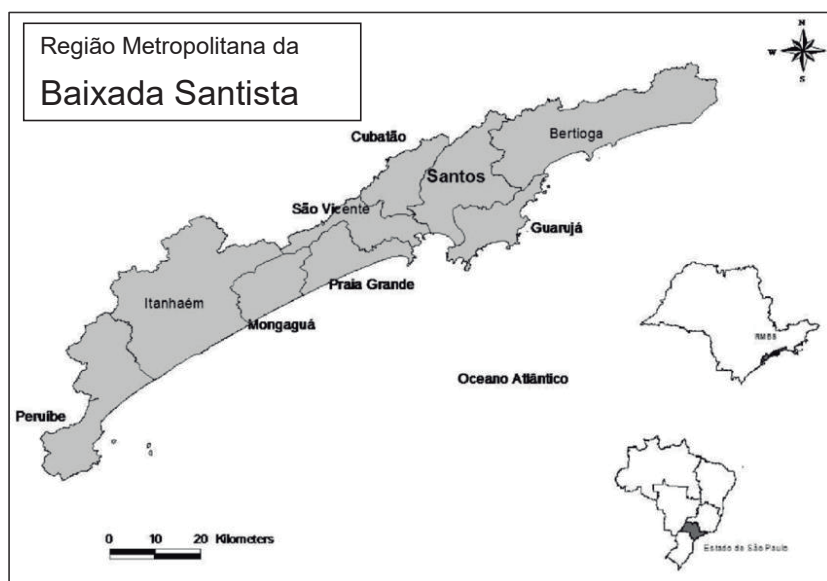 Região Metropolitana da
Baixada Santista
N
W
E
S
Cubatão
Bertioga
Santos
São Vicente
Guarujá
Praia Grande
Itanhaém
Mongaguá
RMBS
Oceano Atlântico
Peruíbe
0 10 20 Kilometers
Estado de São Paulo